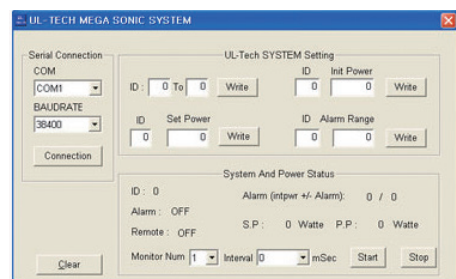 UL-TECH MEGA SONIC SYSTEM
Serial Connection
COM
COM1
BAUDRATE
38400
Connection
Clear
UL-Tech SYSTEM Setting
ID : 0 To 0 Write
ID Init Power
0 0 Write
ID Set Power
0 0 Write
ID Alarm Range
0 0 Write
System And Power Status
ID : 0
Alarm (intpwr +/- Alarm): 0 / 0
Alarm : OFF
S.P : 0 Watte P.P : 0 Watte
Remote : OFF
Monitor Num 1 Interval 0 mSec Start Stop